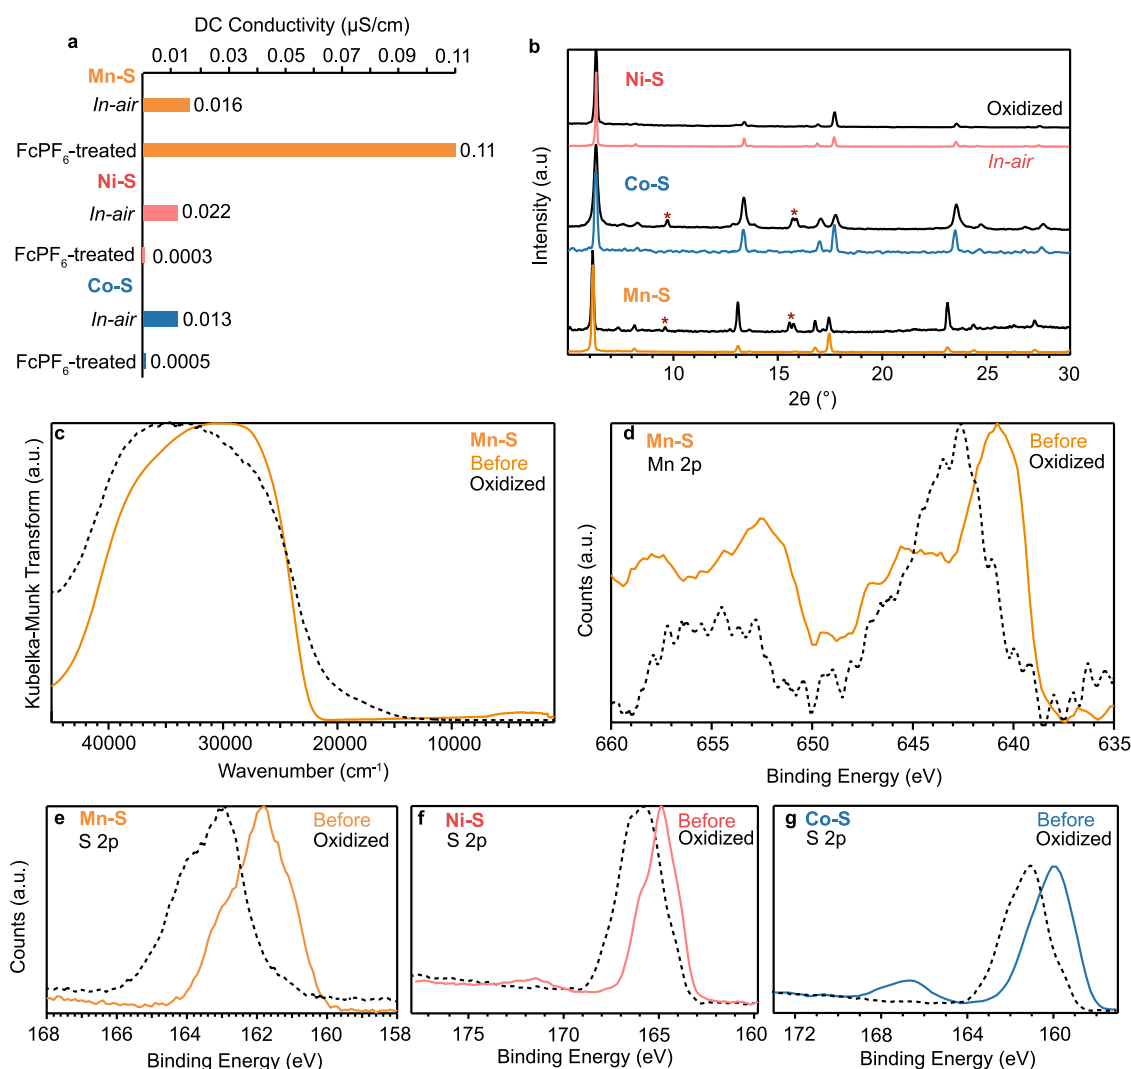 a
DC Conductivity (µS/cm)
0.01 0.03 0.05 0.07 0.09 0.11
Mn-S
In-air 0.016
FcPF6-treated 0.11
Ni-S
In-air 0.022
FcPF6-treated 0.0003
Co-S
In-air 0.013
FcPF6-treated 0.0005
b
Ni-S
Oxidized
In-air
Co-S
* *
Mn-S
* *
Intensity (a.u)
10 15 20 25 30
2θ (°)
c
Mn-S
Before
Oxidized
Kubelka-Munk Transform (a.u.)
40000 30000 20000 10000
Wavenumber (cm-1)
d Mn-S Before
Mn 2p Oxidized
Counts (a.u.)
660 655 650 645 640 635
Binding Energy (eV)
e Mn-S Before
S 2p Oxidized
Counts (a.u.)
168 166 164 162 160 158
Binding Energy (eV)
f Ni-S Before
S 2p Oxidized
175 170 165 160
Binding Energy (eV)
g Co-S Before
S 2p Oxidized
172 168 164 160
Binding Energy (eV)